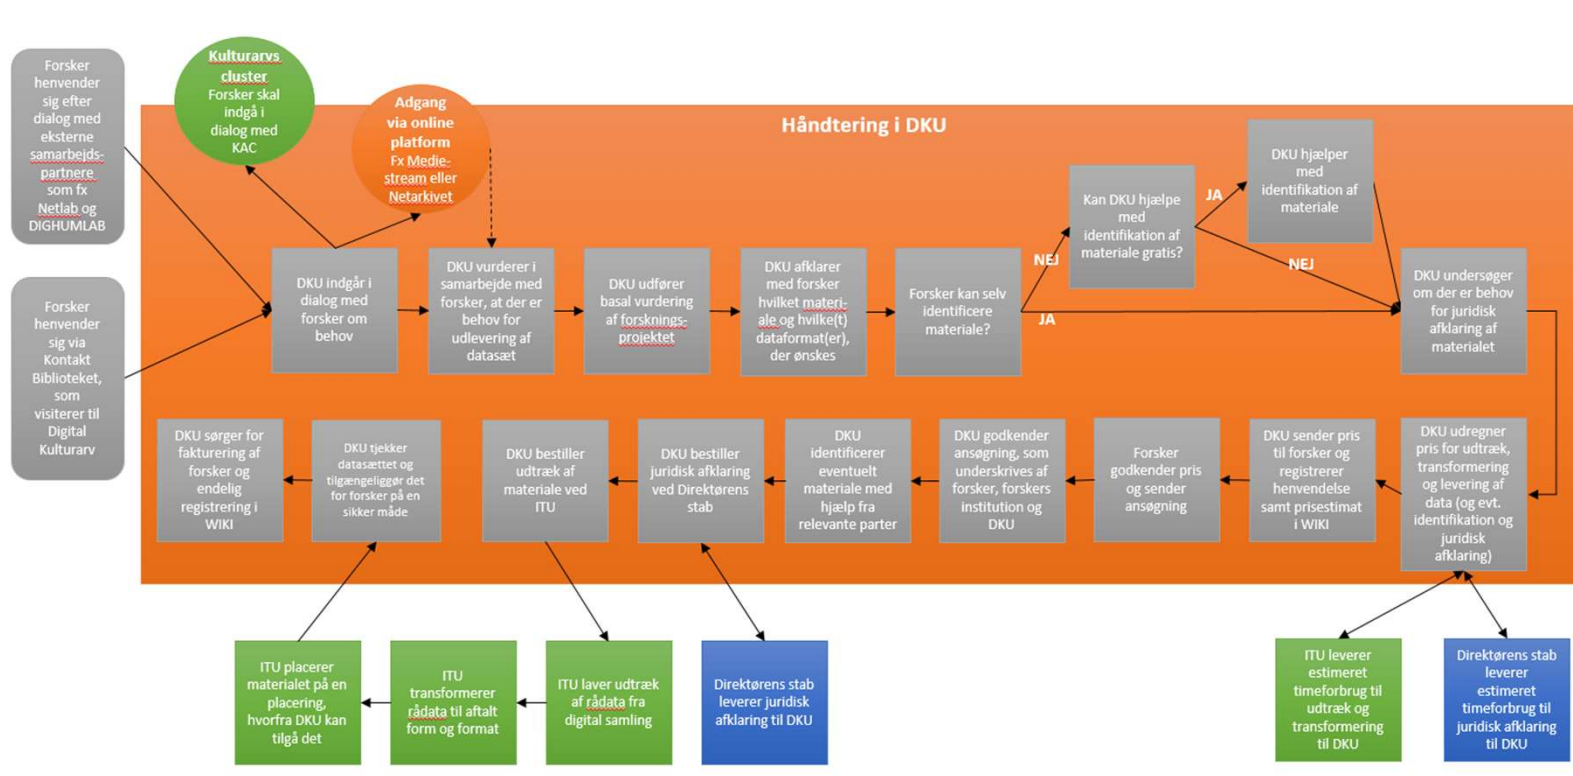 Forsker
henvender
sig efter
dialog med
eksterne
samarbejds-
partnere
som fx
Netlab og
DIGHUMLAB
Forsker
henvender
sig via
Kontakt
Biblioteket,
som
visiterer til
Digital
Kulturarv
Kulturarvs
cluster
Forsker skal
indgå i
dialog med
KAC
Adgang
via online
platform
Fx Medie-
stream eller
Netarkivet
Håndtering i DKU
DKU indgår i
dialog med
forsker om
behov
DKU vurderer i
samarbejde med
forsker, at der er
behov for
udlevering af
datasæt
DKU udfører
basal vurdering
af forsknings-
projektet
DKU afklarer
med forsker
hvilket materi-
ale og hvilke(t)
dataformat(er),
der ønskes
Forsker kan selv
identificere
materiale?
NEJ
JA
Kan DKU hjælpe
med
identifikation af
materiale gratis?
JA
NEJ
DKU hjælper
med
identifikation af
materiale
DKU undersøger
om der er behov
for juridisk
afklaring af
materialet
DKU udregner
pris for udtræk,
transformering
og levering af
data (og evt.
identifikation og
juridisk
afklaring)
DKU sender pris
til forsker og
registrerer
henvendelse
samt prisestimat
i WIKI
Forsker
godkender pris
og sender
ansøgning
DKU godkender
ansøgning, som
underskrives af
forsker, forskers
institution og
DKU
DKU
identificerer
eventuelt
materiale med
hjælp fra
relevante parter
DKU bestiller
juridisk afklaring
ved Direktørens
stab
DKU bestiller
udtræk af
materiale ved
ITU
DKU tjekker
datasættet og
tilgængeliggør det
for forsker på en
sikker måde
DKU sørger for
fakturering af
forsker og
endelig
registrering i
WIKI
ITU placerer
materialet på en
placering,
hvorfra DKU kan
tilgå det
ITU
transformerer
rådata til aftalt
form og format
ITU laver udtræk
af rådata fra
digital samling
Direktørens stab
leverer juridisk
afklaring til DKU
ITU leverer
estimeret
timeforbrug til
udtræk og
transformering
til DKU
Direktørens stab
leverer
estimeret
timeforbrug til
juridisk afklaring
til DKU